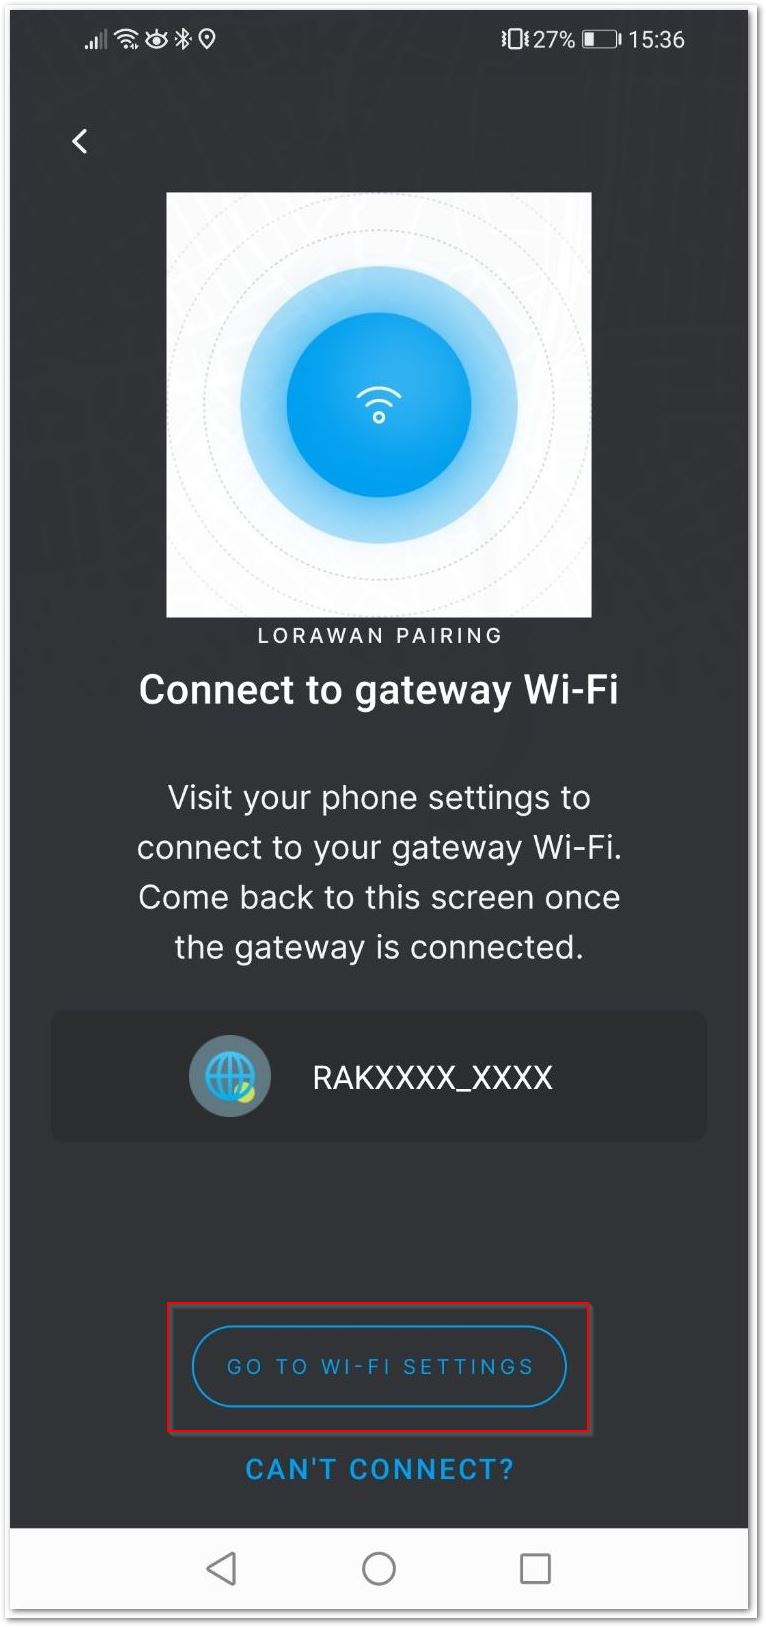 27% 15:36
LORAWAN PAIRING
Connect to gateway Wi-Fi
Visit your phone settings to
connect to your gateway Wi-Fi.
Come back to this screen once
the gateway is connected.
RAKXXXX_XXXX
GO TO WI-FI SETTINGS
CAN'T CONNECT?